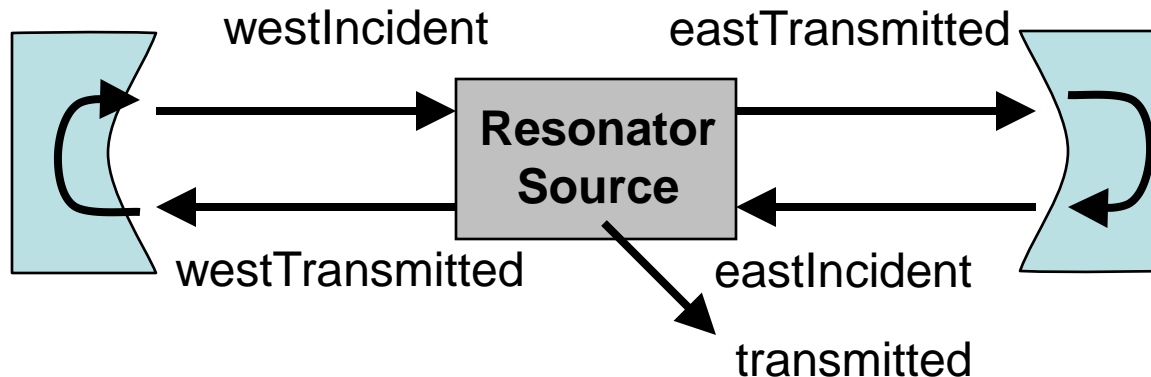 westIncident
eastTransmitted
Resonator
Source
westTransmitted
eastIncident
transmitted